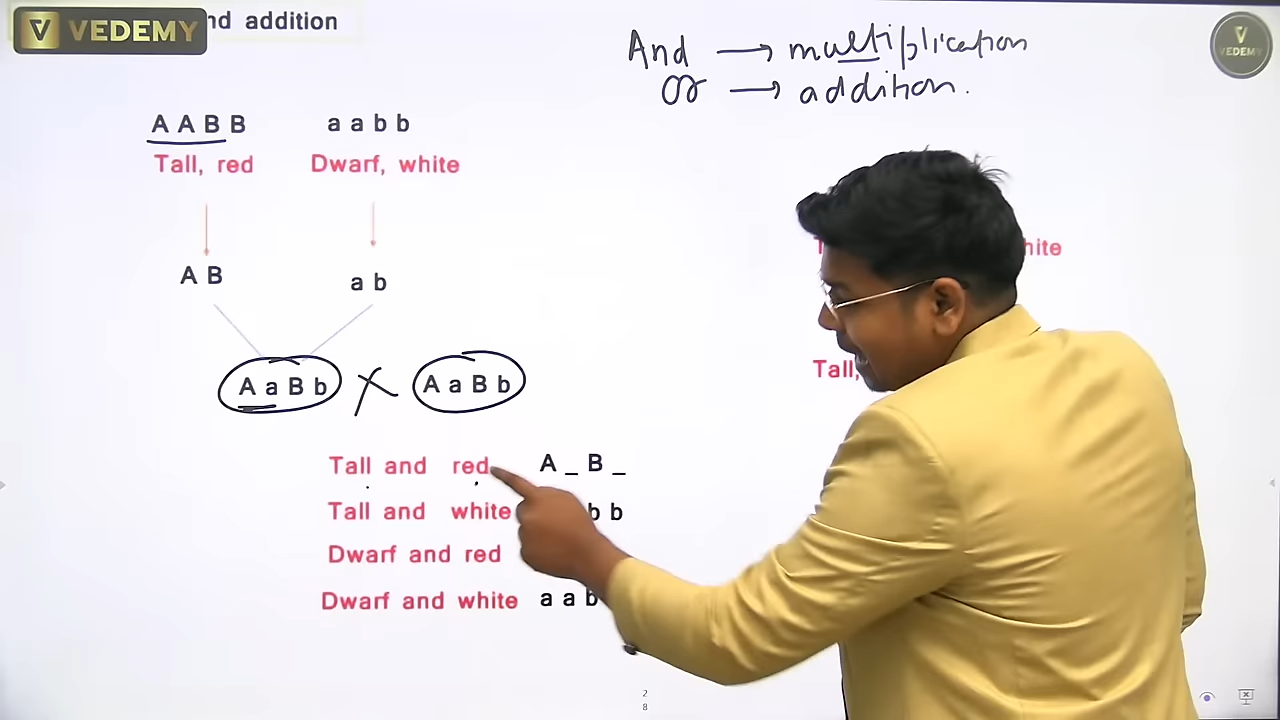 VEDEMY nd addition
VEDEMY
And → multiplication
Or → addition.
A A B B a a b b
Tall, red Dwarf, white
hite
A B a b
Tall,
A a B b X A a B b
Tall and red A _ B _
Tall and white b b
Dwarf and red
Dwarf and white a a b
2
8